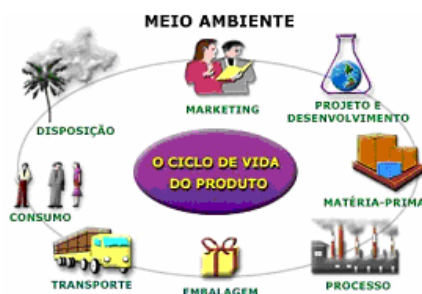 MEIO AMBIENTE
MARKETING
PROJETO E
DESENVOLVIMENTO
DISPOSIÇÃO
O CICLO DE VIDA
DO PRODUTO
MATÉRIA-PRIMA
CONSUMO
TRANSPORTE
EMBALAGEM
PROCESSO